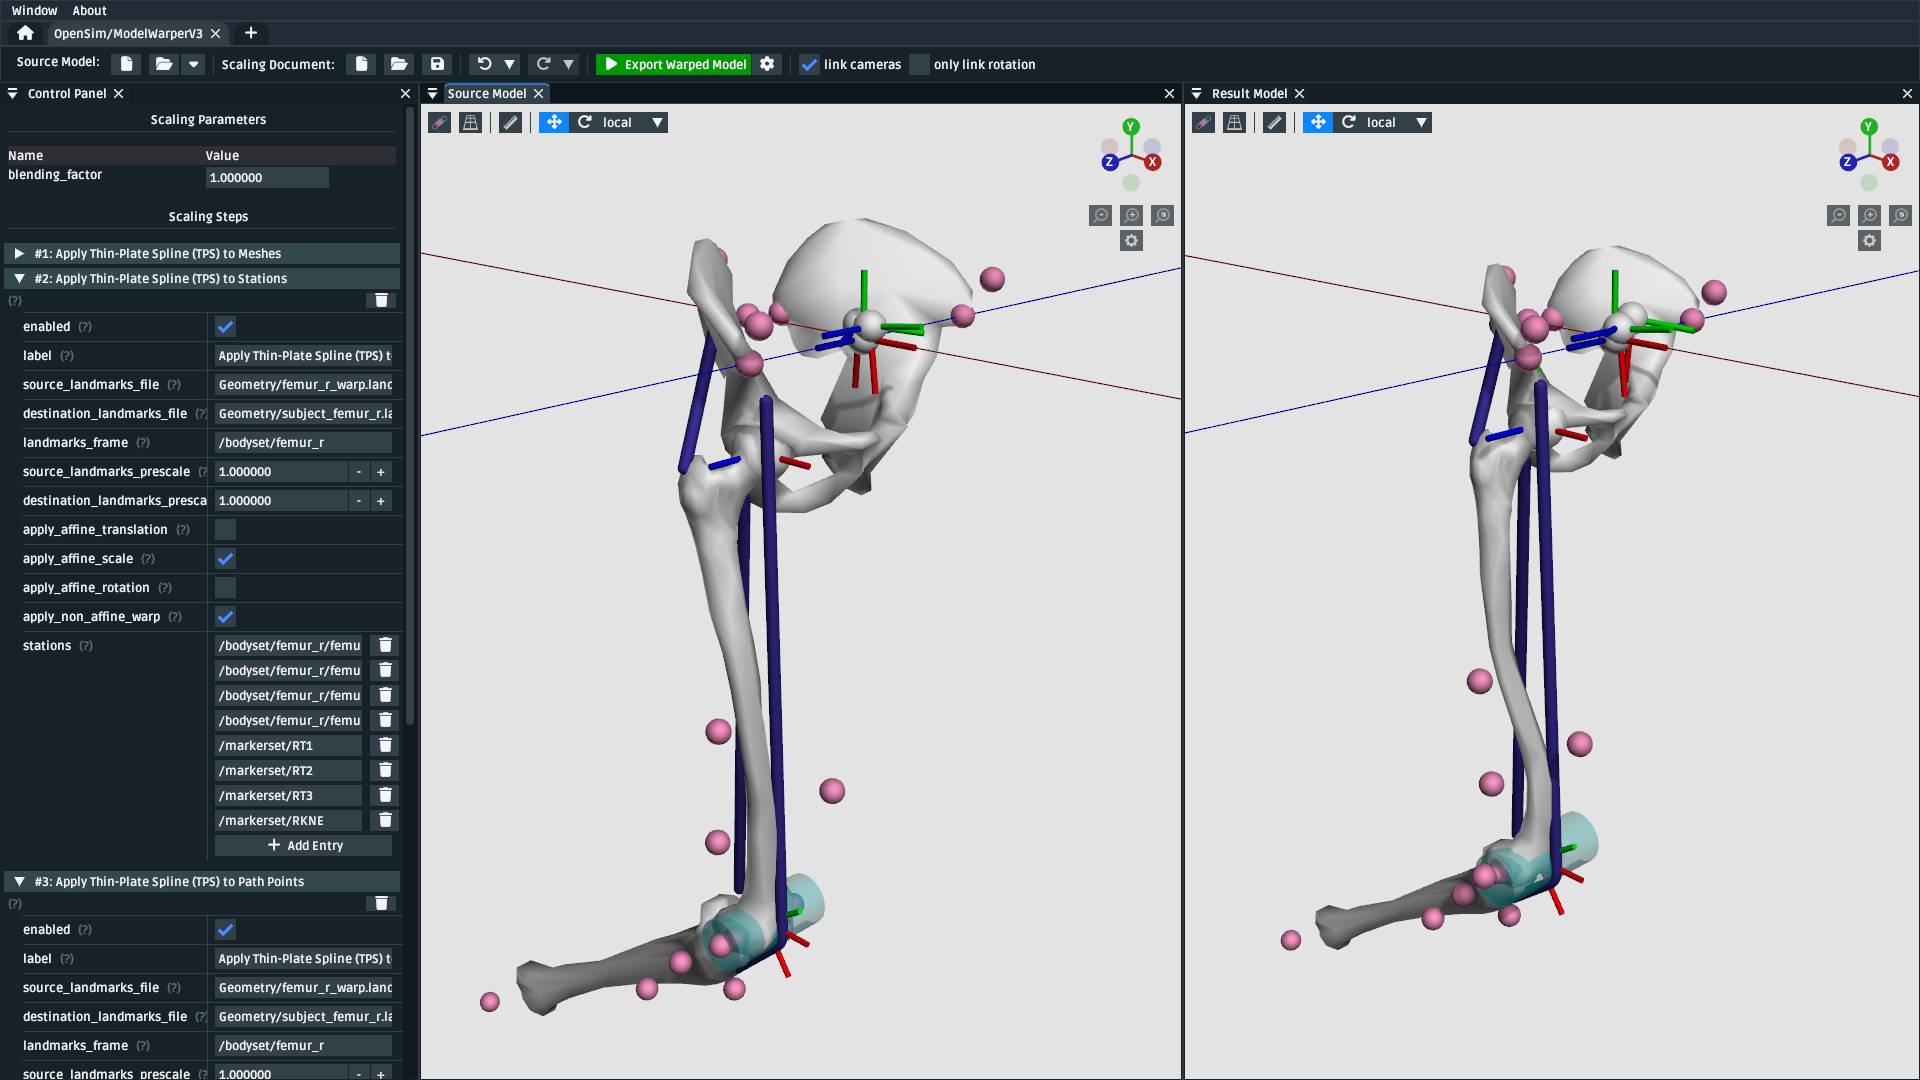 Window About
OpenSim/ModelWarperV3
Source Model: Scaling Document: Export Warped Model link cameras only link rotation
Control Panel
Scaling Parameters
Name Value
blending_factor 1.000000
Scaling Steps
#1: Apply Thin-Plate Spline (TPS) to Meshes
#2: Apply Thin-Plate Spline (TPS) to Stations
(?)
enabled (?)
label (?) Apply Thin-Plate Spline (TPS) t
source_landmarks_file (?) Geometry/femur_r_warp.land
destination_landmarks_file (? Geometry/subject_femur_r.la
landmarks_frame (?) /bodyset/femur_r
source_landmarks_prescale (? 1.000000 - +
destination_landmarks_presca 1.000000 - +
apply_affine_translation (?)
apply_affine_scale (?)
apply_affine_rotation (?)
apply_non_affine_warp (?)
stations (?) /bodyset/femur_r/femu
/bodyset/femur_r/femu
/bodyset/femur_r/femu
/bodyset/femur_r/femu
/markerset/RT1
/markerset/RT2
/markerset/RT3
/markerset/RKNE
+ Add Entry
#3: Apply Thin-Plate Spline (TPS) to Path Points
(?)
enabled (?)
label (?) Apply Thin-Plate Spline (TPS) t
source_landmarks_file (?) Geometry/femur_r_warp.land
destination_landmarks_file (? Geometry/subject_femur_r.la
landmarks_frame (?) /bodyset/femur_r
source_landmarks_prescale (? 1.000000 - +
Source Model
local
Y
Z X
Result Model
local
Y
Z X